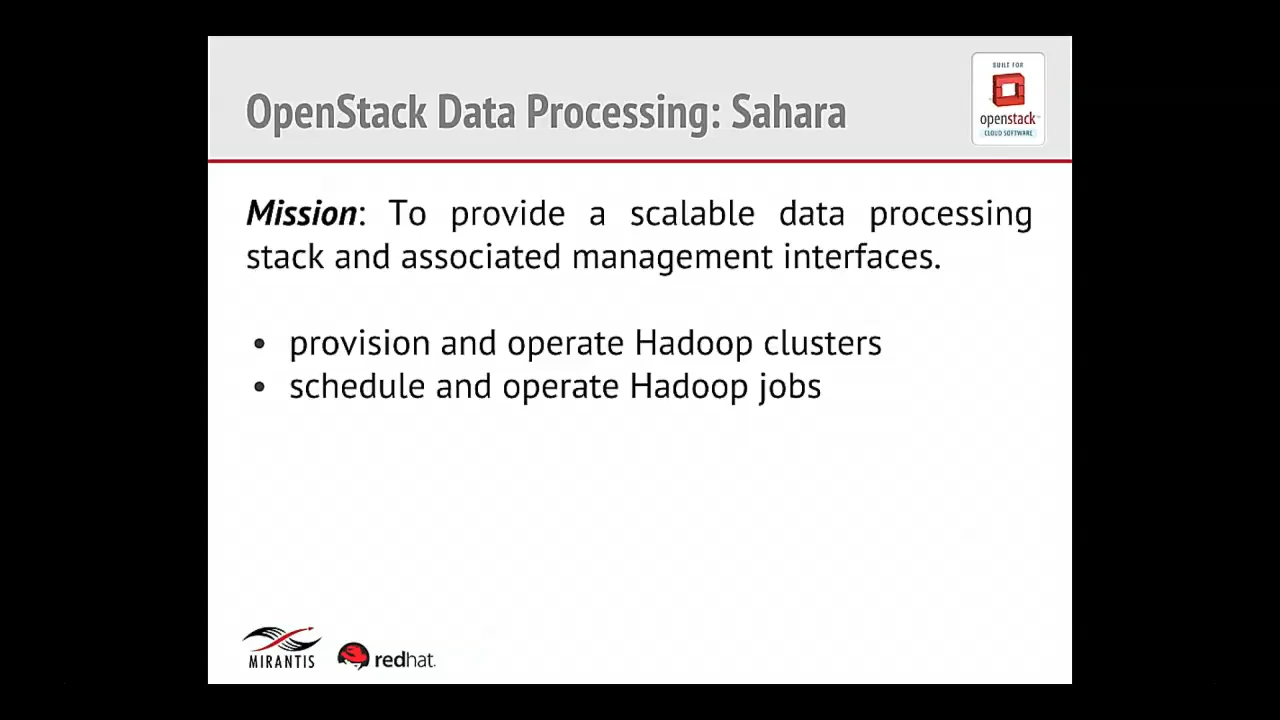 OpenStack Data Processing: Sahara
BUILT FOR
openstack™
CLOUD SOFTWARE
Mission: To provide a scalable data processing
stack and associated management interfaces.
• provision and operate Hadoop clusters
• schedule and operate Hadoop jobs
MIRANTIS
redhat.